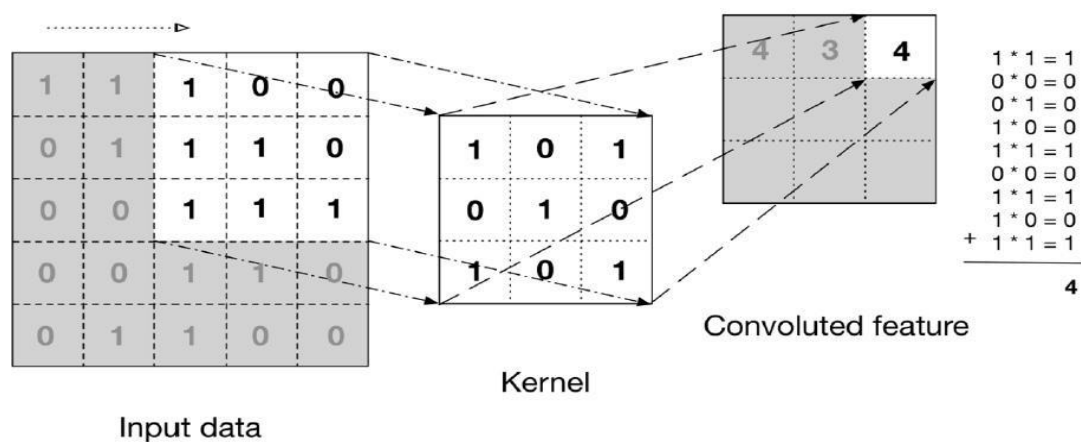 1 1 1 0 0
0 1 1 1 0
0 0 1 1 1
0 0 1 1 0
0 1 1 0 0
Input data
1 0 1
0 1 0
1 0 1
Kernel
4 3 4
Convoluted feature
1 * 1 = 1
0 * 0 = 0
0 * 1 = 0
1 * 0 = 0
1 * 1 = 1
0 * 0 = 0
1 * 1 = 1
1 * 0 = 0
+ 1 * 1 = 1
4